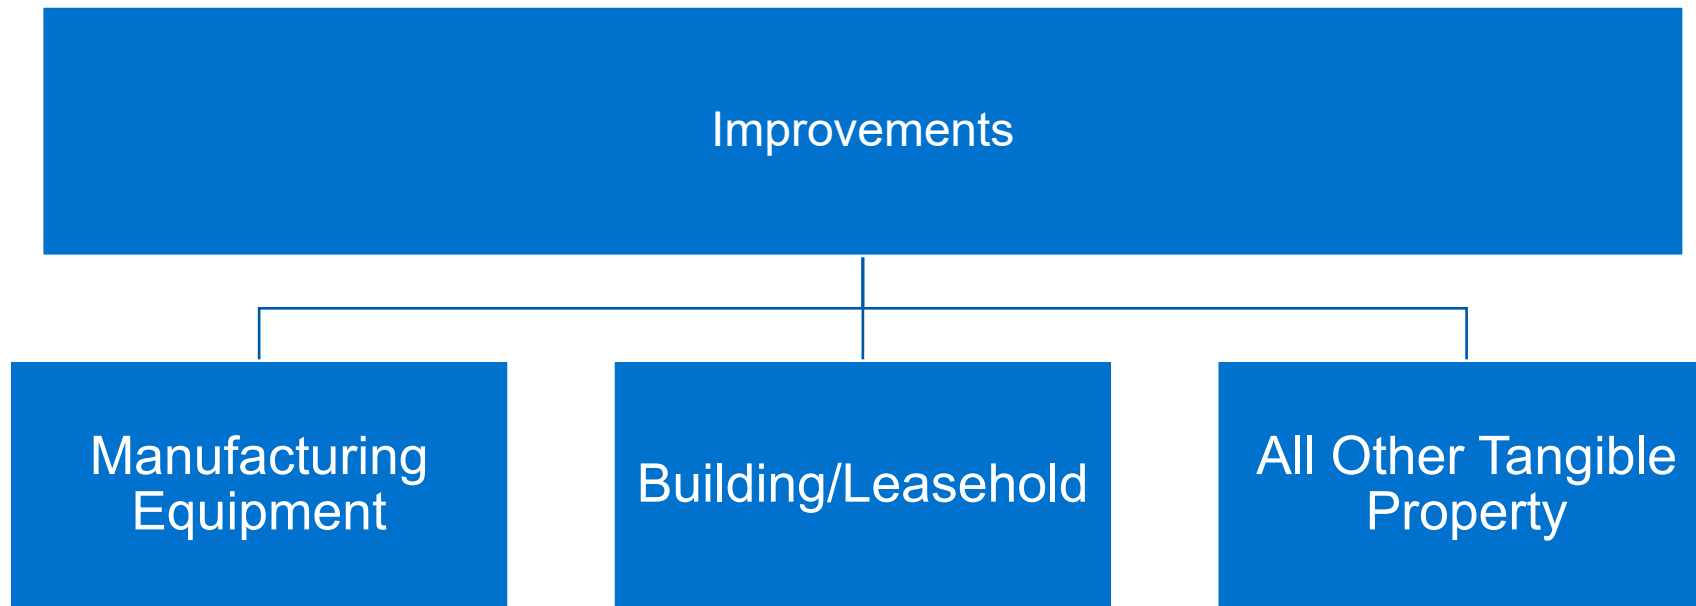 Improvements
Manufacturing
Equipment
Building/Leasehold
All Other Tangible
Property